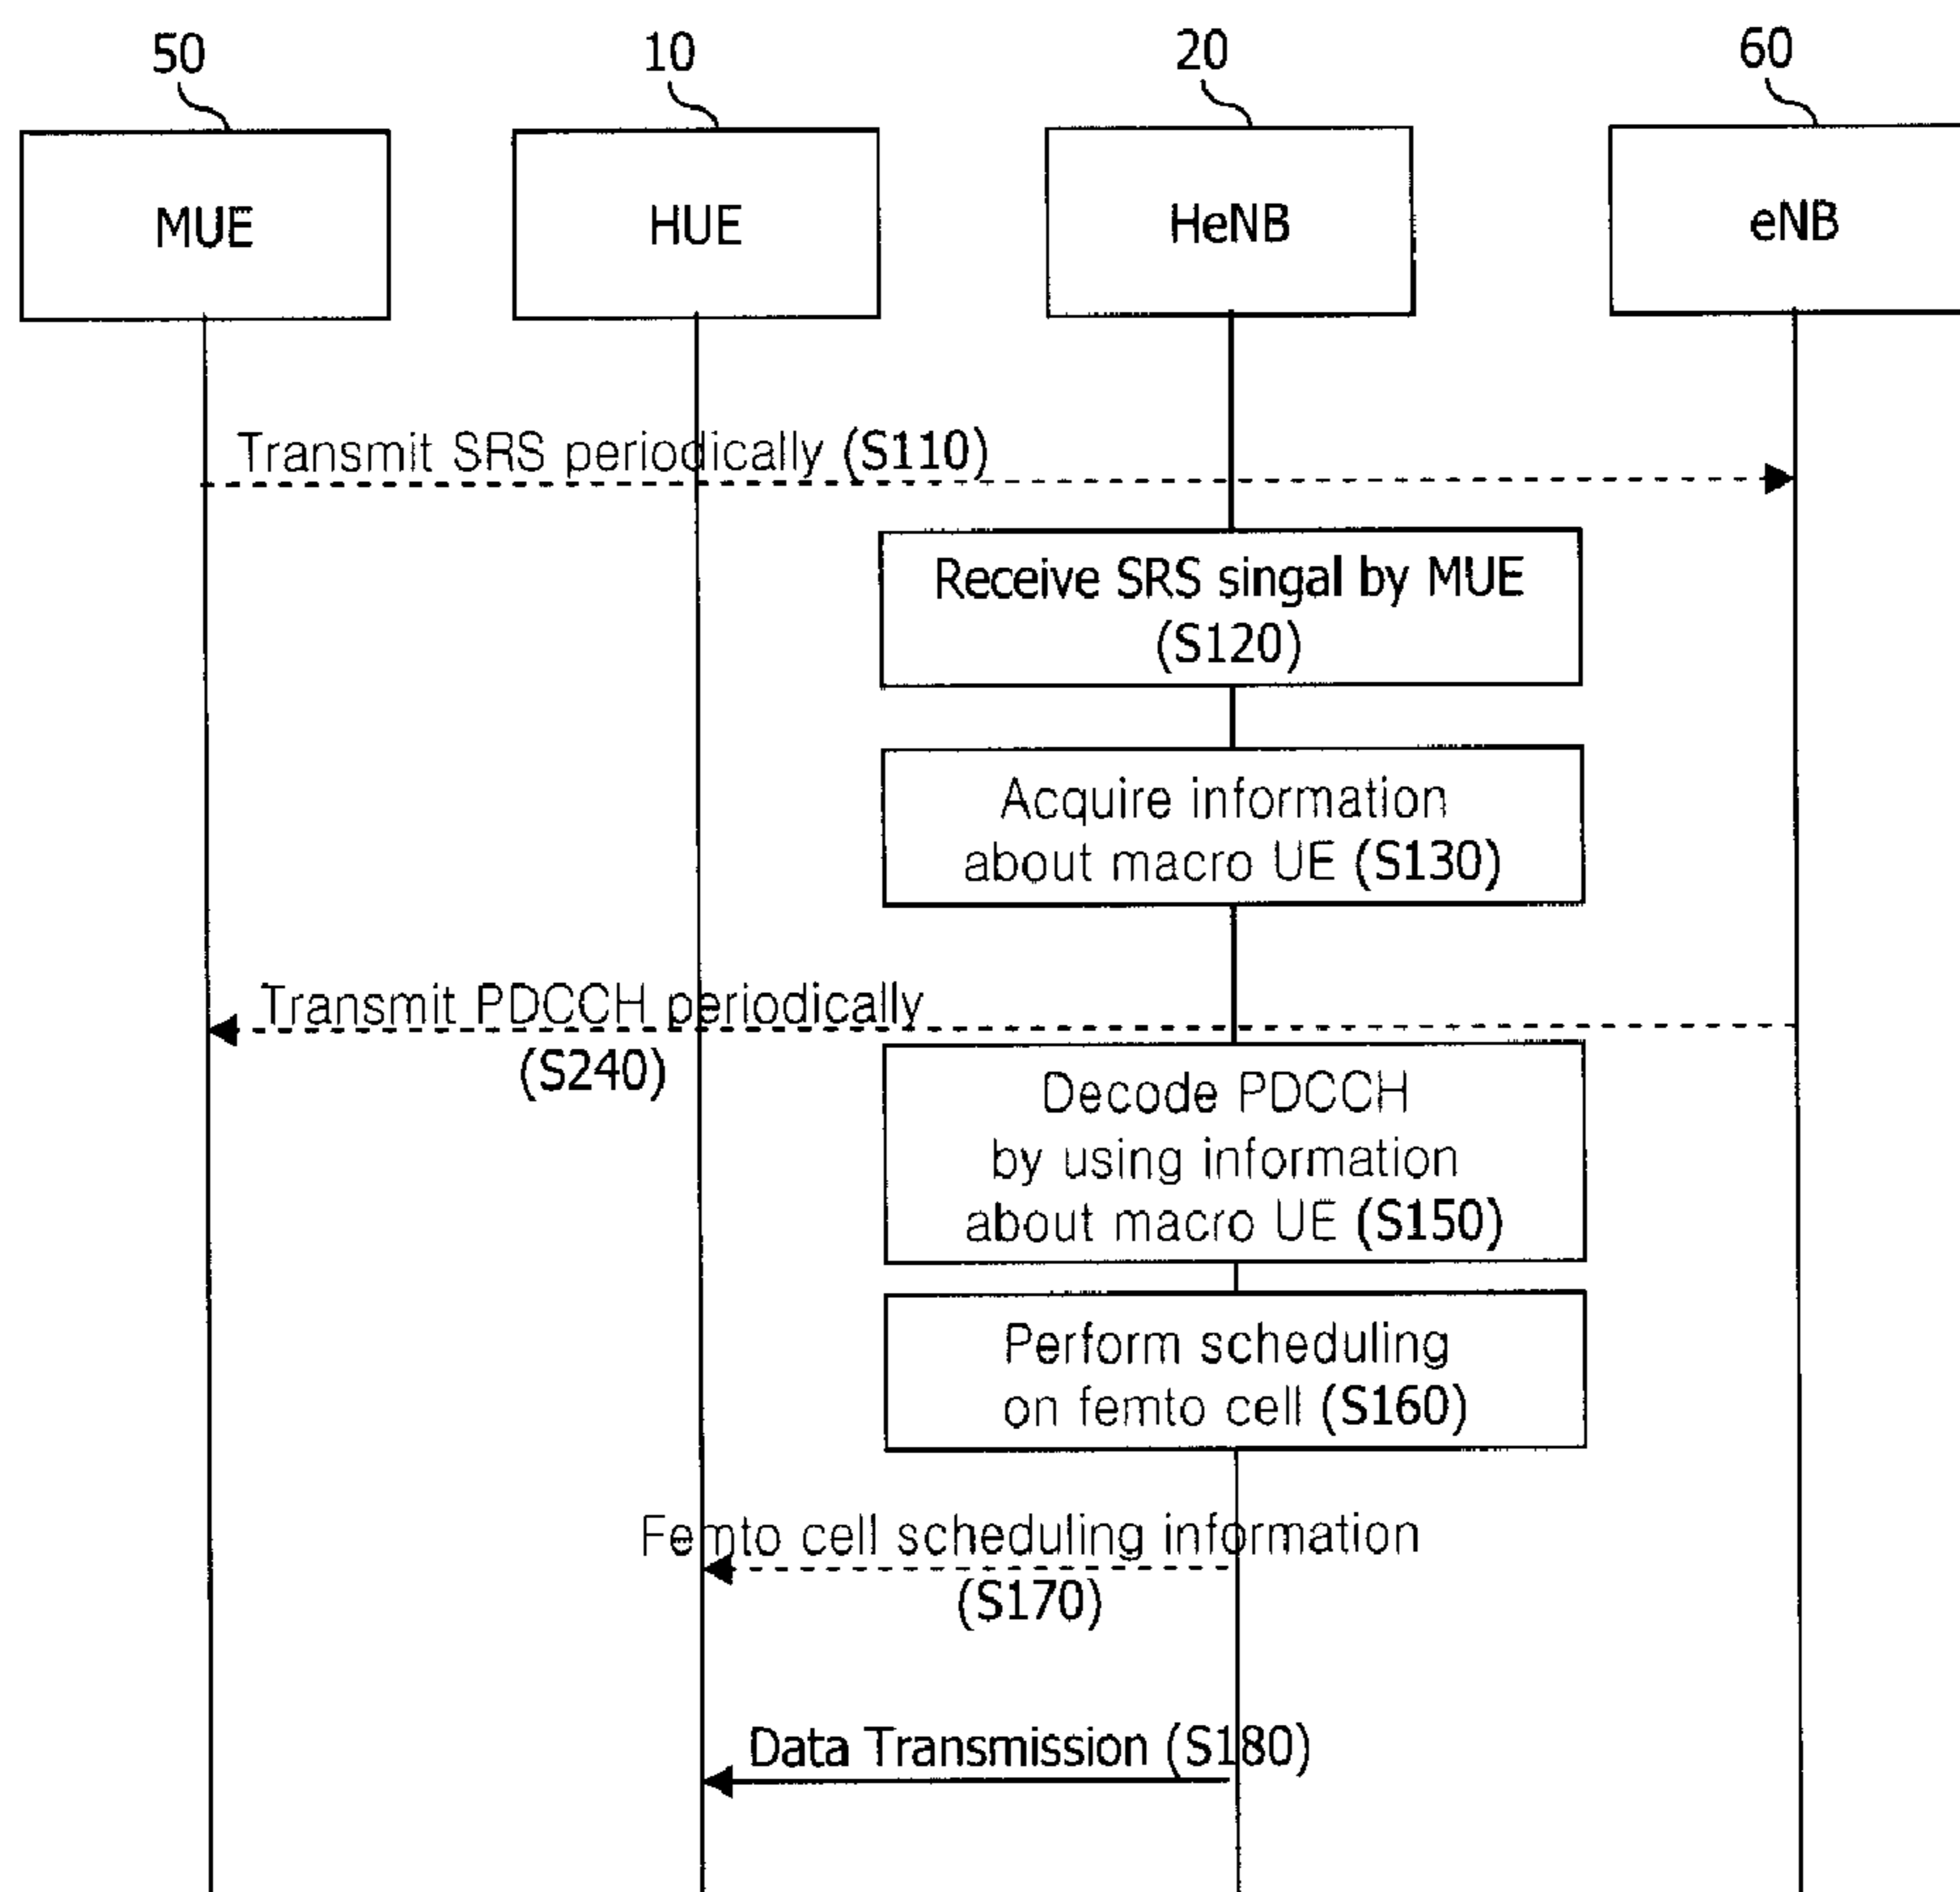 50
10
20
60
MUE
HUE
HeNB
eNB
Transmit SRS periodically (S110)
Receive SRS singal by MUE
(S120)
Acquire information
about macro UE (S130)
Transmit PDCCH periodically
(S240)
Decode PDCCH
by using information
about macro UE (S150)
Perform scheduling
on femto cell (S160)
Femto cell scheduling information
(S170)
Data Transmission (S180)